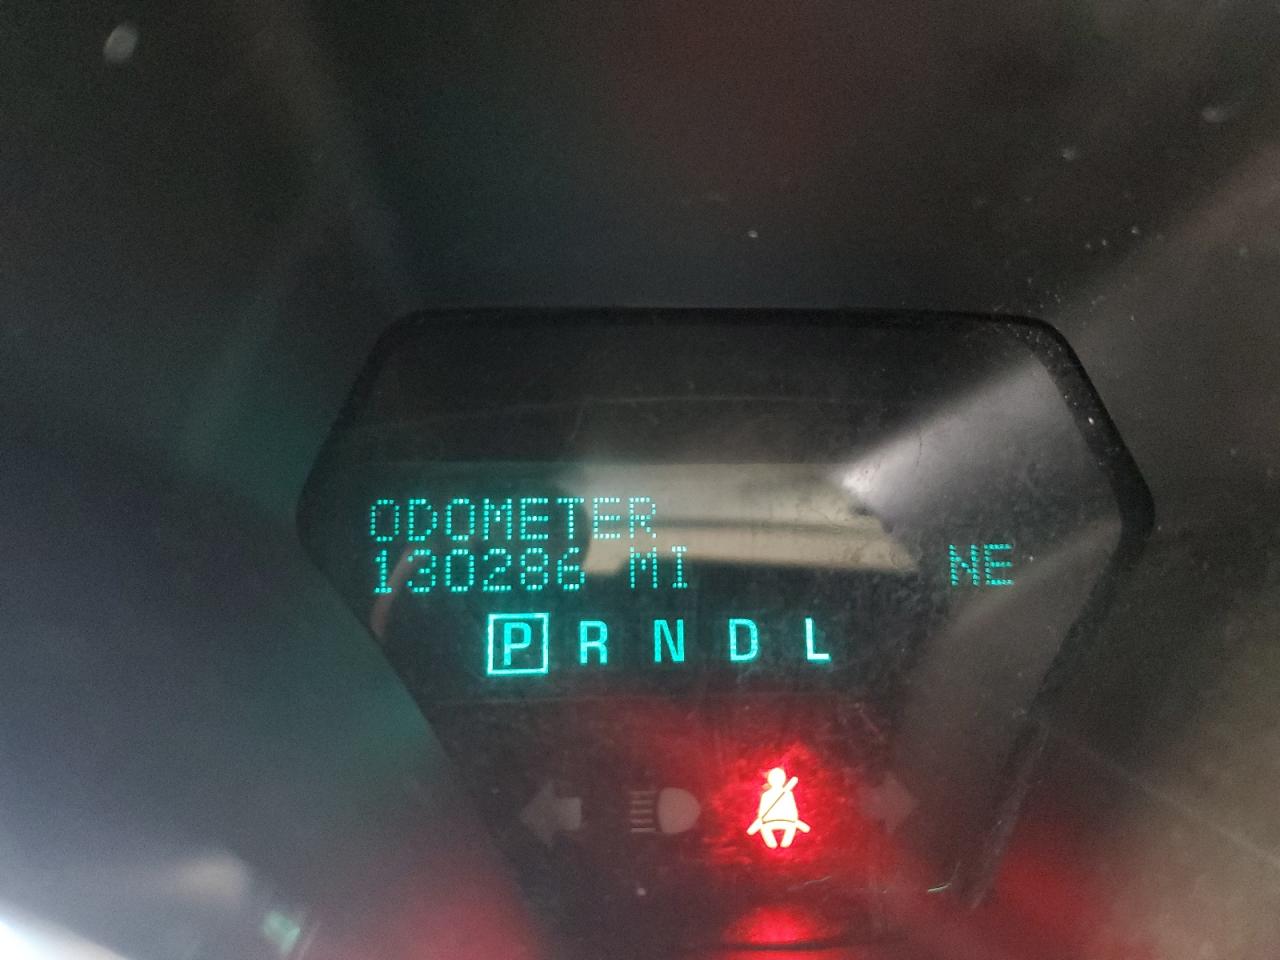 ODOMETER
130286 MI NE
P R N D L